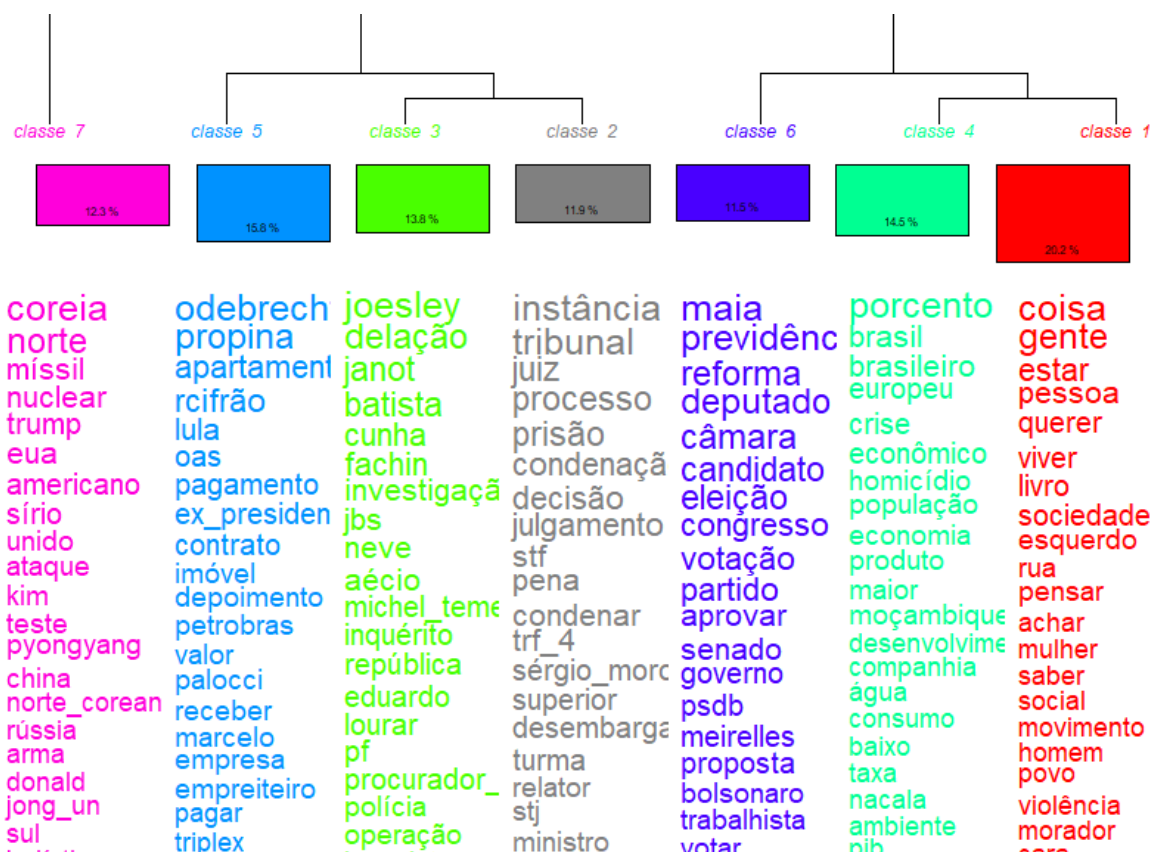 classe 7
classe 5
classe 3
classe 2
classe 6
classe 4
classe 1
12.3 %
15.8 %
13.8 %
11.9 %
11.5 %
14.5 %
20.2 %
coreia
norte
míssil
nuclear
trump
eua
americano
sírio
unido
ataque
kim
teste
pyongyang
china
norte_corean
rússia
arma
donald
jong_un
sul
odebrech
propina
apartament
rcifrão
lula
oas
pagamento
ex_presiden
contrato
imóvel
depoimento
petrobras
valor
palocci
receber
marcelo
empresa
empreiteiro
pagar
triplex
joesley
delação
janot
batista
cunha
fachin
investigaçã
jbs
neve
aécio
michel_teme
inquérito
república
eduardo
lourar
pf
procurador_
polícia
operação
instância
tribunal
juiz
processo
prisão
condenaçã
decisão
julgamento
stf
pena
condenar
trf_4
sérgio_moro
superior
desembarga
turma
relator
stj
ministro
maia
previdênc
reforma
deputado
câmara
candidato
eleição
congresso
votação
partido
aprovar
senado
governo
psdb
meirelles
proposta
bolsonaro
trabalhista
votar
porcento
brasil
brasileiro
europeu
crise
econômico
homicídio
população
economia
produto
maior
moçambique
desenvolvime
companhia
água
consumo
baixo
taxa
nacala
ambiente
pib
coisa
gente
estar
pessoa
querer
viver
livro
sociedade
esquerdo
rua
pensar
achar
mulher
saber
social
movimento
homem
povo
violência
morador